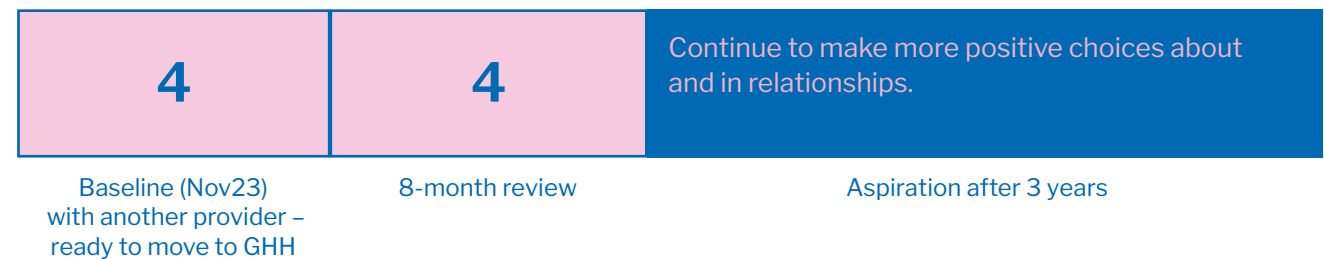 4
4
Continue to make more positive choices about
and in relationships.
Baseline (Nov23)
with another provider –
ready to move to GHH
8-month review
Aspiration after 3 years